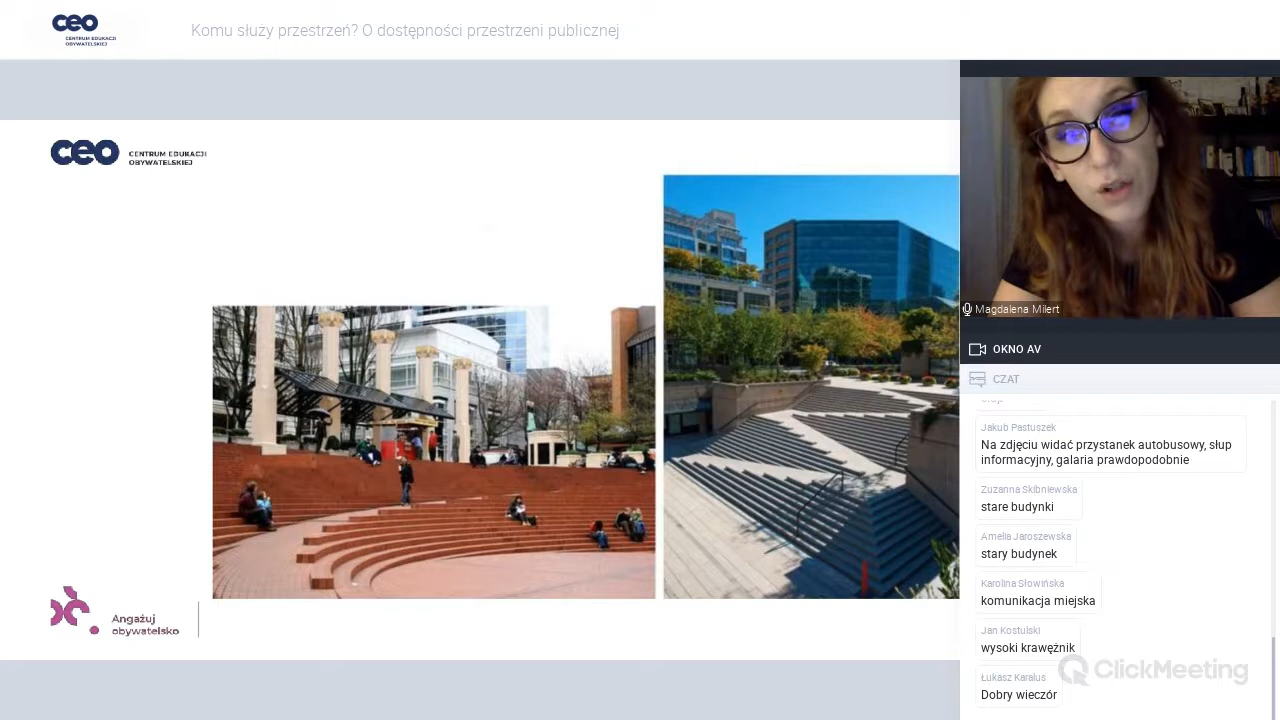 ceo
CENTRUM EDUKACJI
OBYWATELSKIEJ
Komu służy przestrzeń? O dostępności przestrzeni publicznej
ceo
CENTRUM EDUKACJI
OBYWATELSKIEJ
Angażuj
obywatelsko
Magdalena Milert
OKNO AV
CZAT
Jakub Pastuszek
Na zdjęciu widać przystanek autobusowy, słup
informacyjny, galaria prawdopodobnie
Zuzanna Skibniewska
stare budynki
Amelia Jaroszewska
stary budynek
Karolina Słowińska
komunikacja miejska
Jan Kostulski
wysoki krawężnik
Łukasz Karalus
Dobry wieczór
ClickMeeting